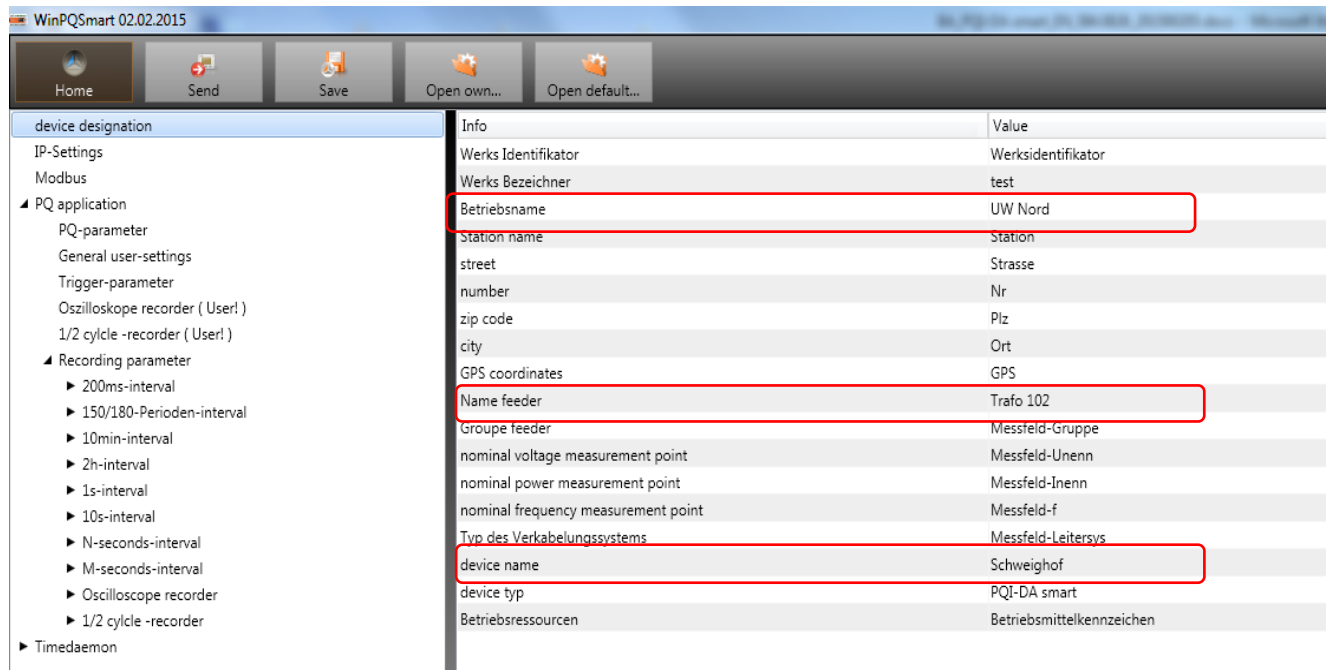 WinPQSmart 02.02.2015
Home
Send
Save
Open own...
Open default...
device designation
IP-Settings
Modbus
PQ application
PQ-parameter
General user-settings
Trigger-parameter
Oszilloskope recorder ( User! )
1/2 cylcle -recorder ( User! )
Recording parameter
200ms-interval
150/180-Perioden-interval
10min-interval
2h-interval
1s-interval
10s-interval
N-seconds-interval
M-seconds-interval
Oscilloscope recorder
1/2 cylcle -recorder
Timedaemon
Info Value
Werks Identifikator Werksidentifikator
Werks Bezeichner test
Betriebsname UW Nord
Station name Station
street Strasse
number Nr
zip code Plz
city Ort
GPS coordinates GPS
Name feeder Trafo 102
Groupe feeder Messfeld-Gruppe
nominal voltage measurement point Messfeld-Unenn
nominal power measurement point Messfeld-Inenn
nominal frequency measurement point Messfeld-f
Typ des Verkabelungssystems Messfeld-Leitersys
device name Schweighof
device typ PQI-DA smart
Betriebsressourcen Betriebsmittelkennzeichen